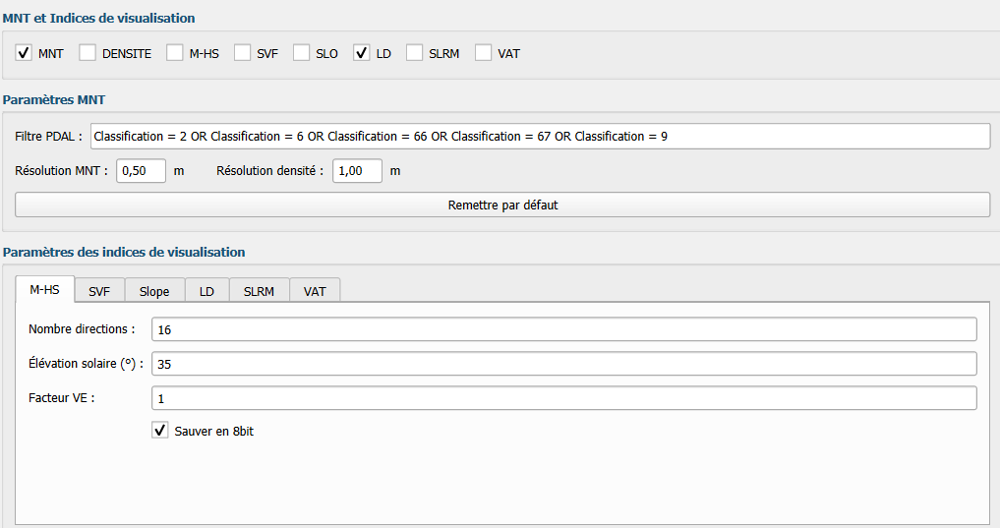 MNT et Indices de visualisation
MNT DENSITE M-HS SVF SLO LD SLRM VAT
Paramètres MNT
Filtre PDAL : Classification = 2 OR Classification = 6 OR Classification = 66 OR Classification = 67 OR Classification = 9
Résolution MNT : 0,50 m Résolution densité : 1,00 m
Remettre par défaut
Paramètres des indices de visualisation
M-HS SVF Slope LD SLRM VAT
Nombre directions : 16
Élévation solaire (°) : 35
Facteur VE : 1
Sauver en 8bit